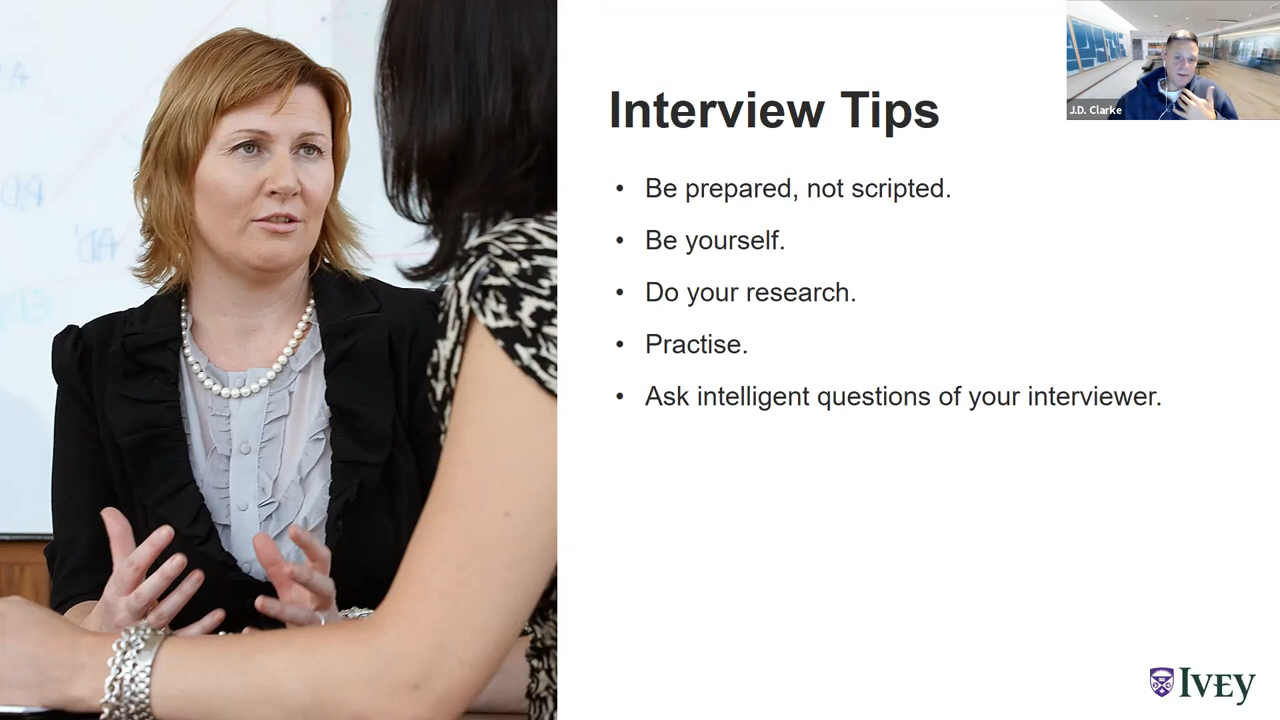 Interview Tips
J.D. Clarke
• Be prepared, not scripted.
• Be yourself.
• Do your research.
• Practise.
• Ask intelligent questions of your interviewer.
IVEY